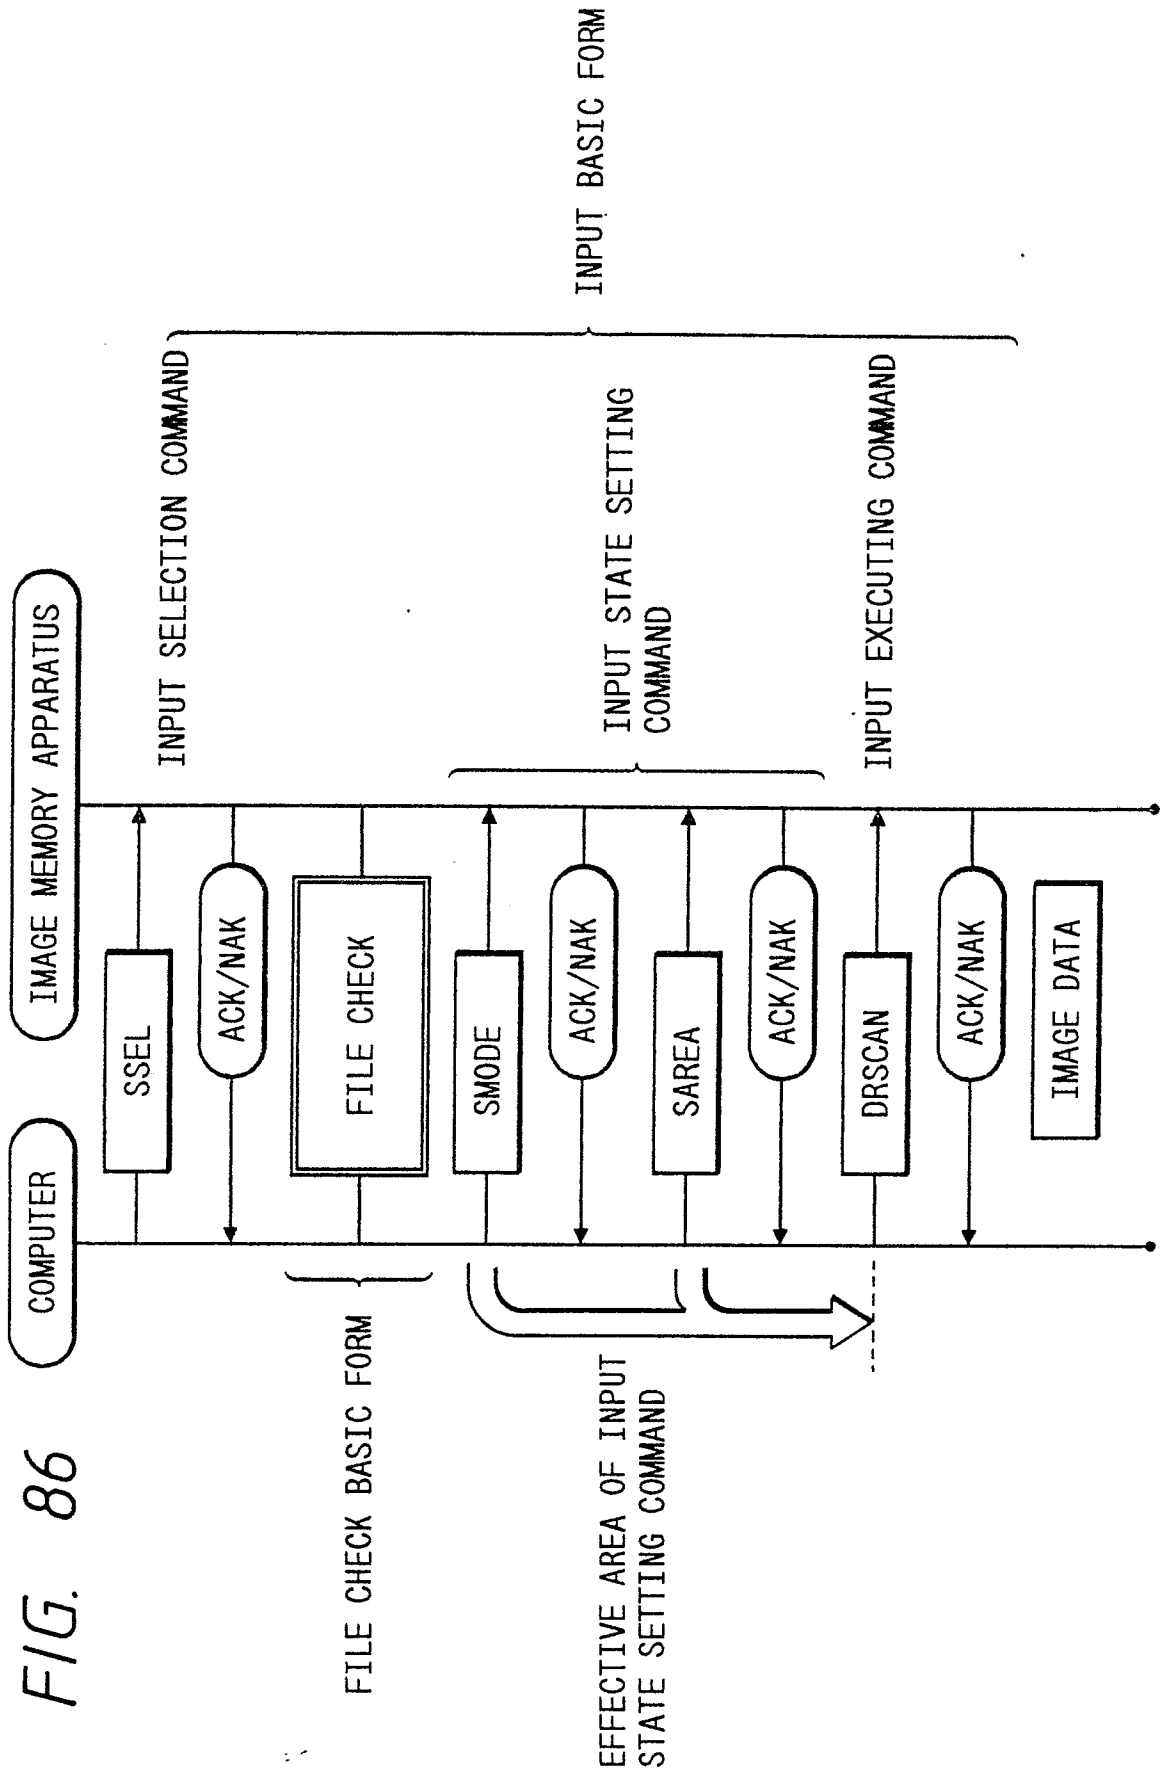 FIG. 86
COMPUTER
IMAGE MEMORY APPARATUS
SSEL
INPUT SELECTION COMMAND
ACK/NAK
FILE CHECK BASIC FORM
FILE CHECK
SMODE
ACK/NAK
EFFECTIVE AREA OF INPUT
STATE SETTING COMMAND
INPUT STATE SETTING
COMMAND
INPUT BASIC FORM
SAREA
ACK/NAK
DRSCAN
INPUT EXECUTING COMMAND
ACK/NAK
IMAGE DATA